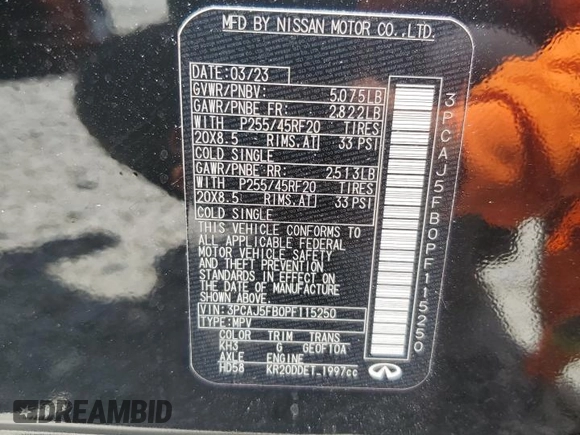 MFD BY NISSAN MOTOR CO.,LTD.
DATE: 03/23
GVWR/PNBV: 5075LB
GAWR/PNBE FR: 2822LB
WITH P255/45RF20 TIRES
20X8.5 RIMS.AT 33 PSI
COLD SINGLE
GAWR/PNBE RR: 2513LB
WITH P255/45RF20 TIRES
20X8.5 RIMS.AT 33 PSI
COLD SINGLE
THIS VEHICLE CONFORMS TO
ALL APPLICABLE FEDERAL
MOTOR VEHICLE SAFETY
AND THEFT PREVENTION
STANDARDS IN EFFECT ON
THE DATE OF MANUFACTURE
SHOWN ABOVE.
VIN: 3PCAJ5FB0PF115250
TYPE: MPV
COLOR TRIM TRANS
KH3 G GE0F10A
AXLE ENGINE
HD58 KR20DDET 1997cc
3PCAJ5FB0PF115250
INFINITI
DREAMBID